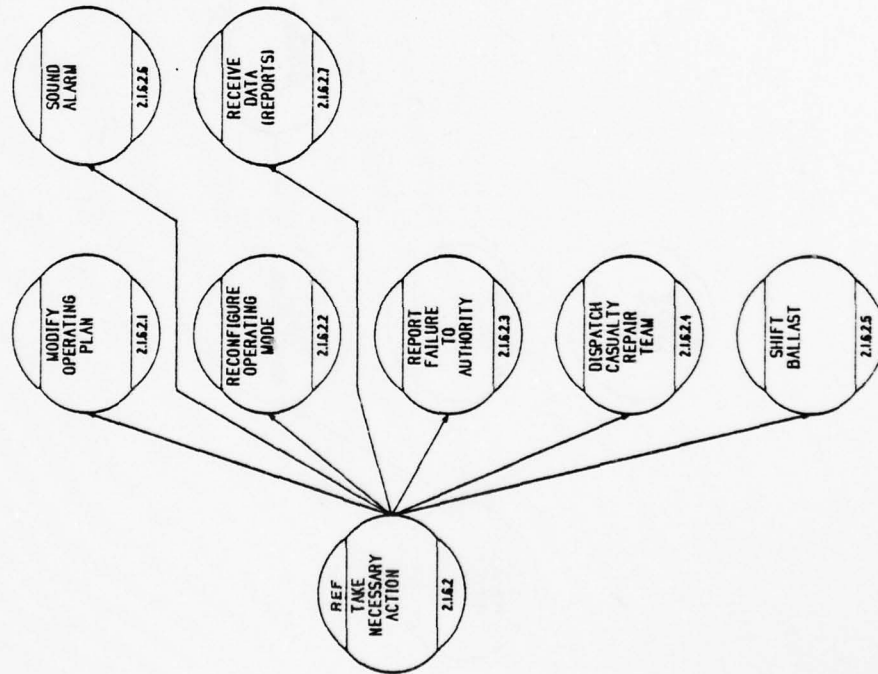 REF
TAKE
NECESSARY
ACTION
2.1.6.2
MODIFY
OPERATING
PLAN
2.1.6.2.1
RECONFIGURE
OPERATING
MODE
2.1.6.2.2
REPORT
FAILURE
TO
AUTHORITY
2.1.6.2.3
DISPATCH
CASUALTY
REPAIR
TEAM
2.1.6.2.4
SHIFT
BALLAST
2.1.6.2.5
SOUND
ALARM
2.1.6.2.6
RECEIVE
DATA
(REPORTS)
2.1.6.2.7